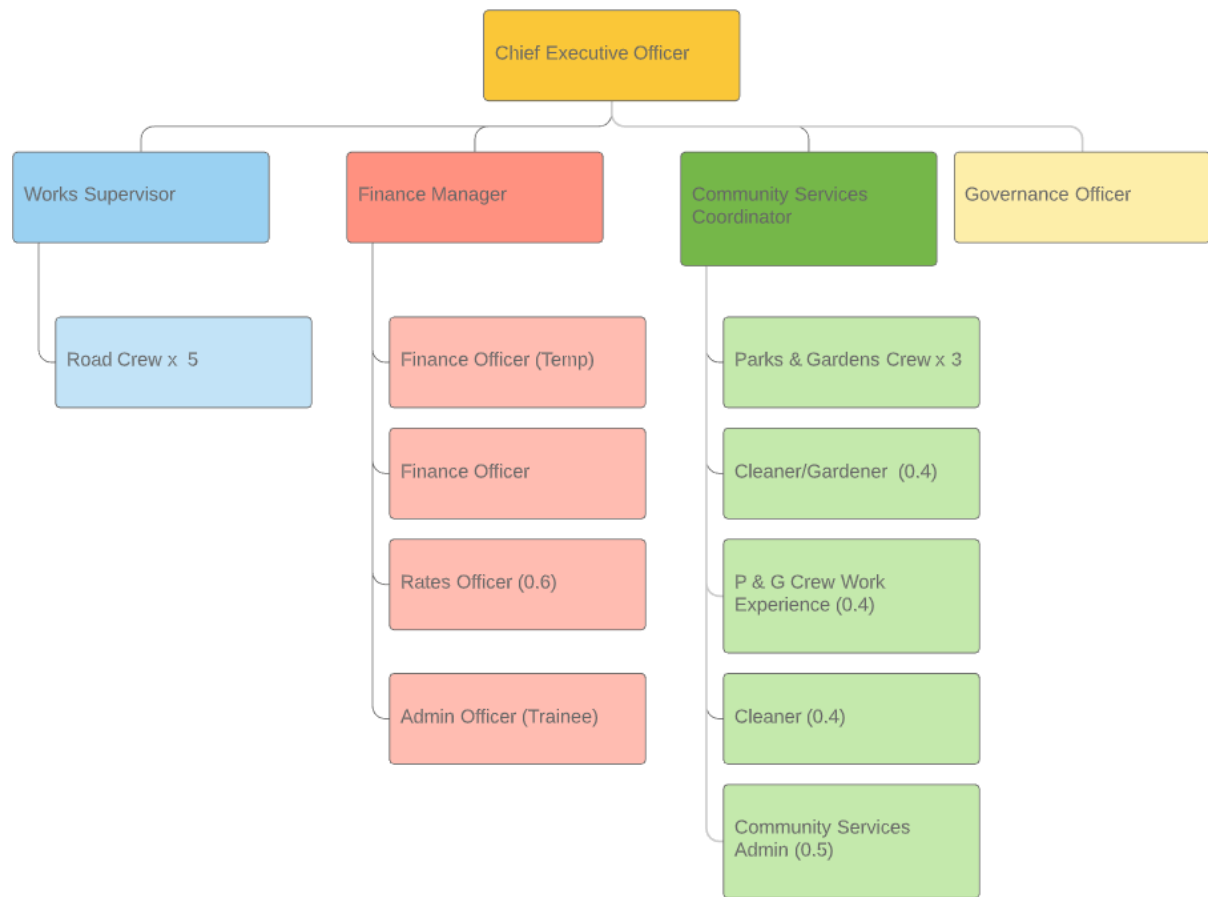 Chief Executive Officer
Works Supervisor
Finance Manager
Community Services
Coordinator
Governance Officer
Road Crew x  5
Finance Officer (Temp)
Finance Officer
Rates Officer (0.6)
Admin Officer (Trainee)
Parks & Gardens Crew x 3
Cleaner/Gardener  (0.4)
P & G Crew Work
Experience (0.4)
Cleaner (0.4)
Community Services
Admin (0.5)